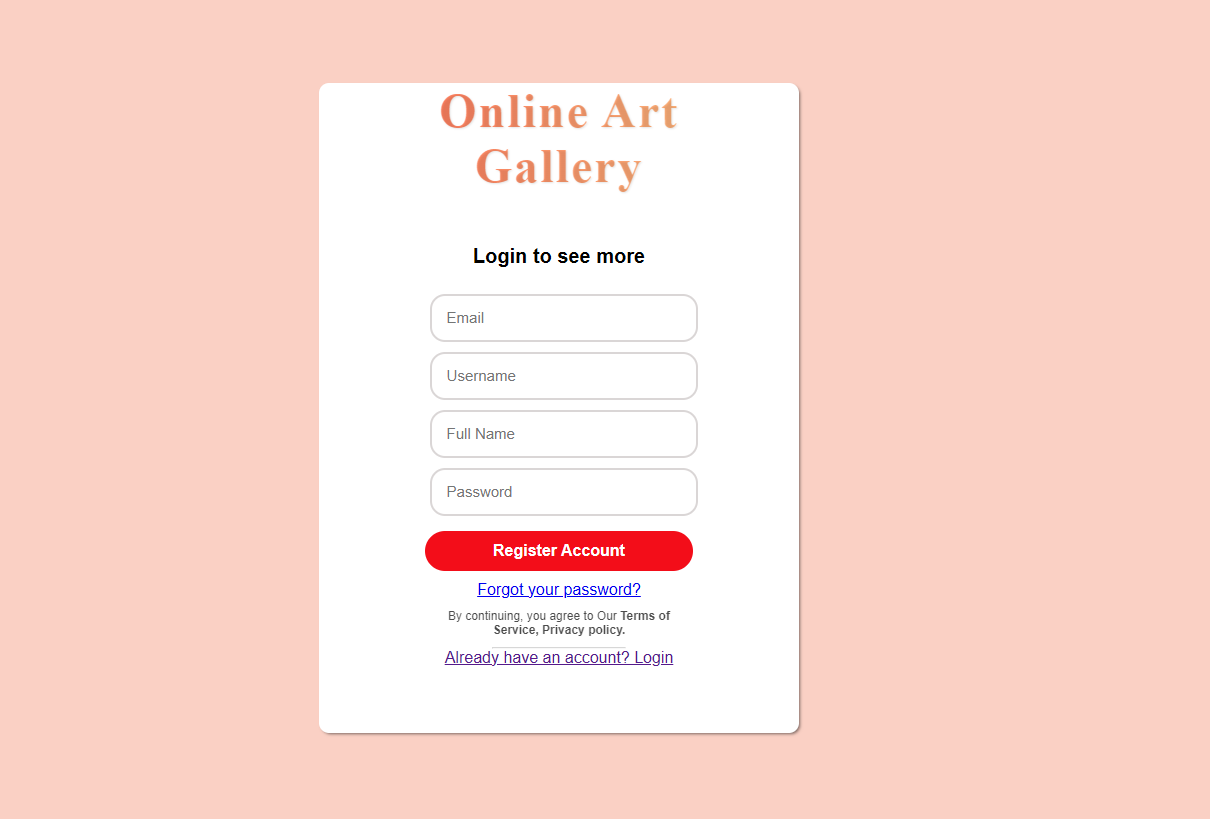 Online Art
Gallery
Login to see more
Email
Username
Full Name
Password
Register Account
Forgot your password?
By continuing, you agree to Our Terms of
Service, Privacy policy.
Already have an account? Login